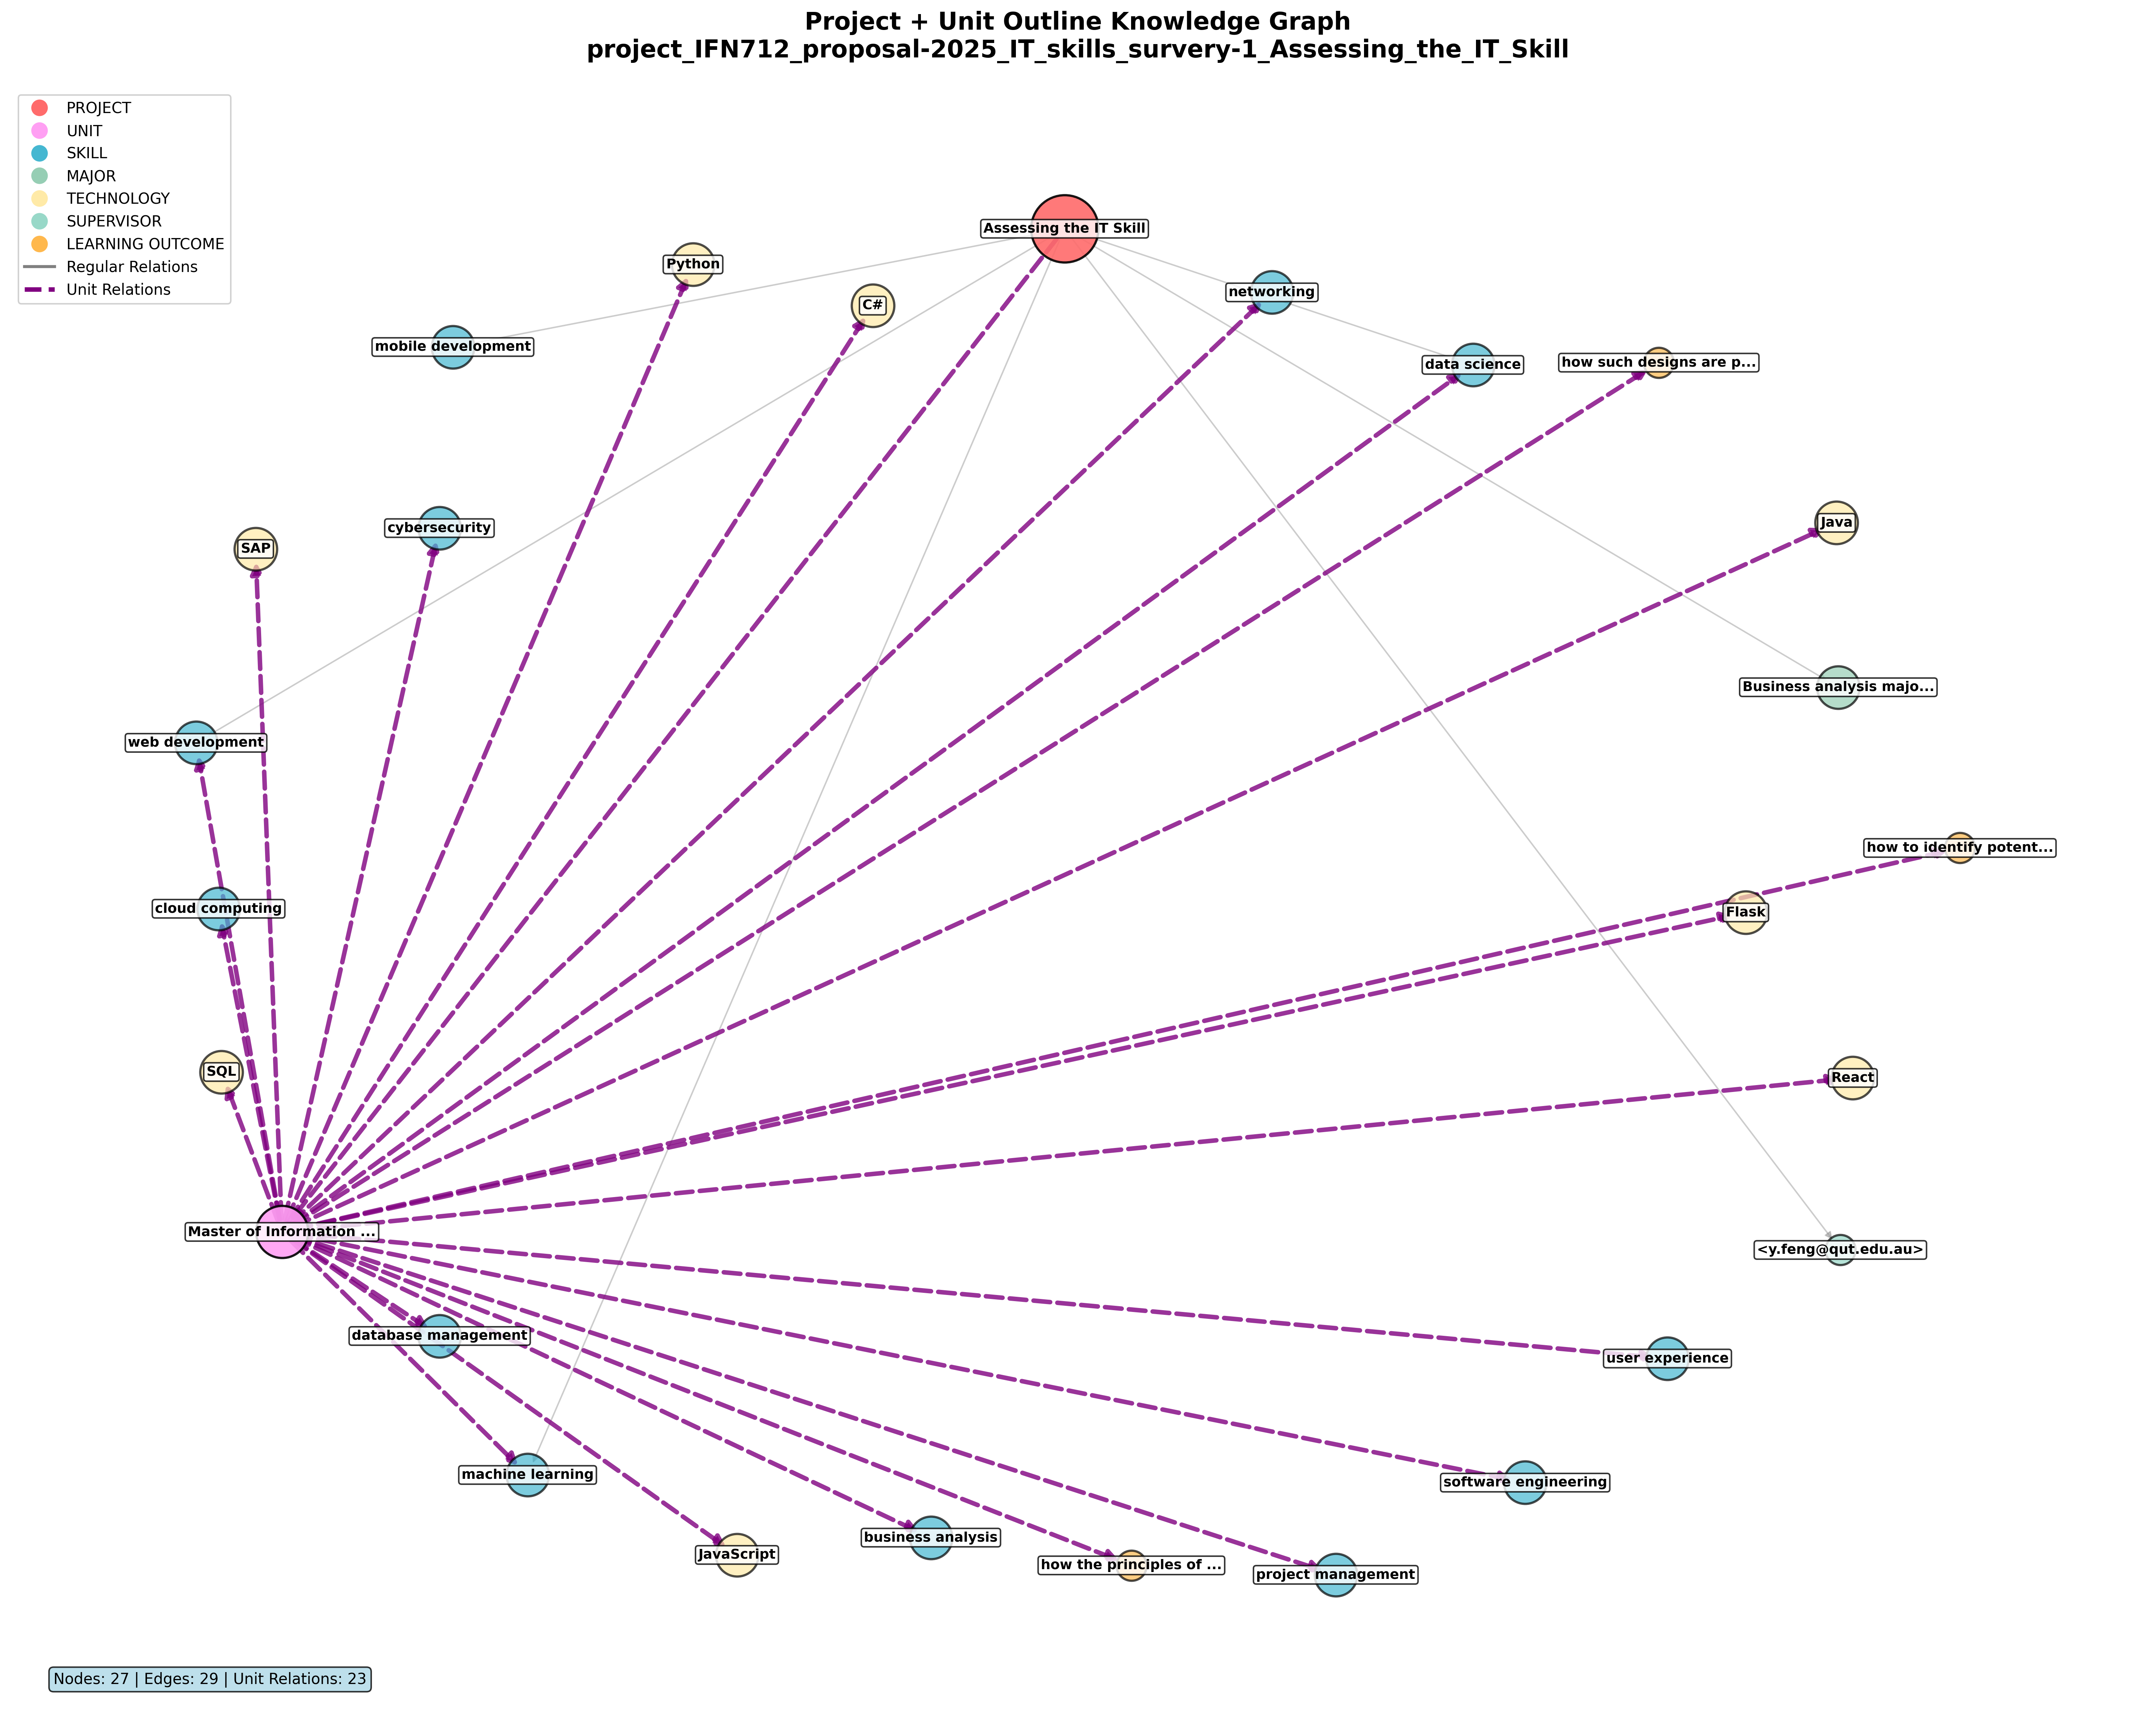 Project + Unit Outline Knowledge Graph
project_IFN712_proposal-2025_IT_skills_survery-1_Assessing_the_IT_Skill
PROJECT
UNIT
SKILL
MAJOR
TECHNOLOGY
SUPERVISOR
LEARNING OUTCOME
Regular Relations
Unit Relations
Assessing the IT Skill
Python
networking
C#
mobile development
data science
how such designs are p...
Java
cybersecurity
SAP
Business analysis majo...
web development
how to identify potent...
cloud computing
Flask
SQL
React
Master of Information ...
<y.feng@qut.edu.au>
database management
user experience
machine learning
software engineering
business analysis
JavaScript
how the principles of ...
project management
Nodes: 27 | Edges: 29 | Unit Relations: 23